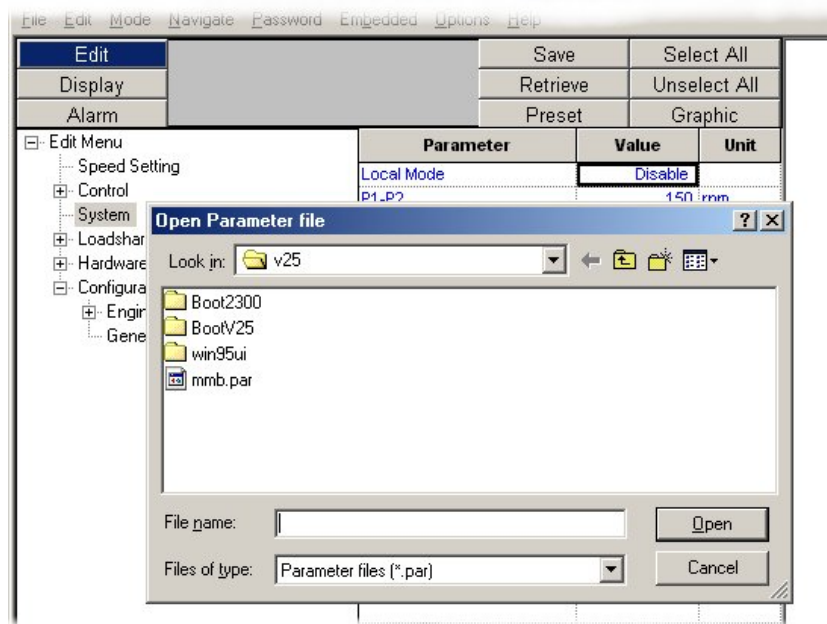 File Edit Mode Navigate Password Embedded Options Help
Edit Save Select All
Display Retrieve Unselect All
Alarm Preset Graphic
Edit Menu Parameter Value Unit
Speed Setting Local Mode Disable
Control P1-P2 150 rpm
System
Loadshar
Hardware
Configura
Engir
Gene
Open Parameter file
Look in: v25
Boot2300
BootV25
win95ui
mmb.par
File name: Open
Files of type: Parameter files (*.par) Cancel